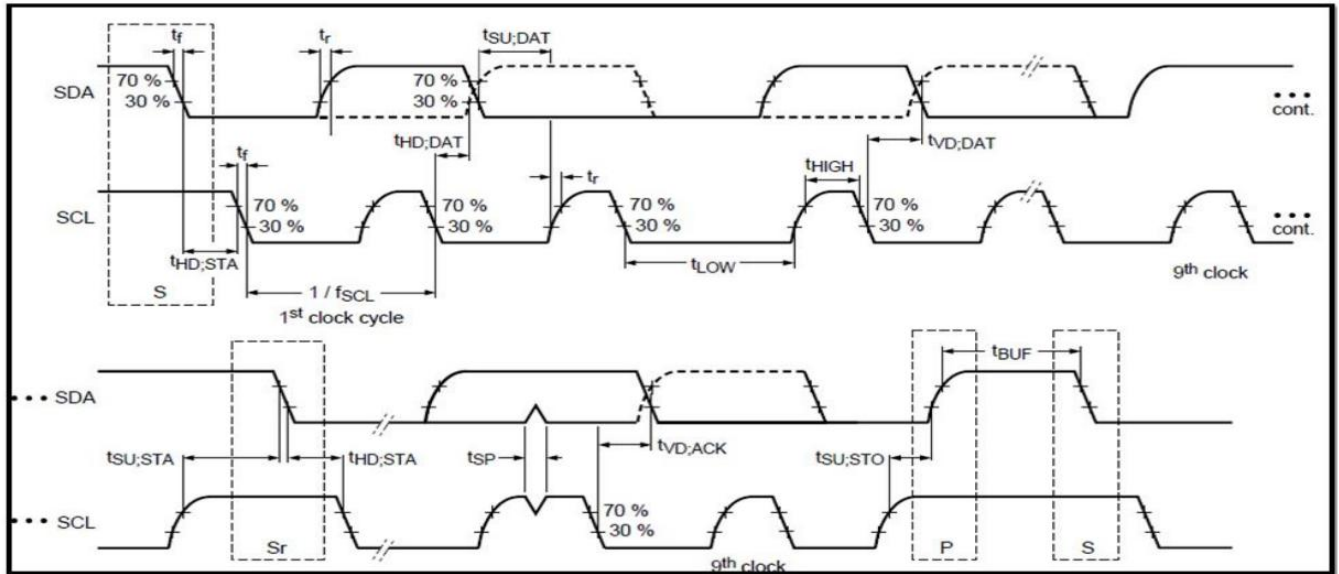 tf tr tSU;DAT
70 % 70 %
SDA 30 % 30 % cont.
tHD;DAT tVD;DAT
tf tr tHIGH
70 % 70 % 70 % 70 %
SCL 30 % 30 % 30 % 30 % cont.
tHD;STA tLOW 9th clock
S 1 / fSCL
1st clock cycle
tBUF
SDA
tSU;STA tHD;STA tSP tVD;ACK tSU;STO
70 %
SCL 30 %
Sr 9th clock P S